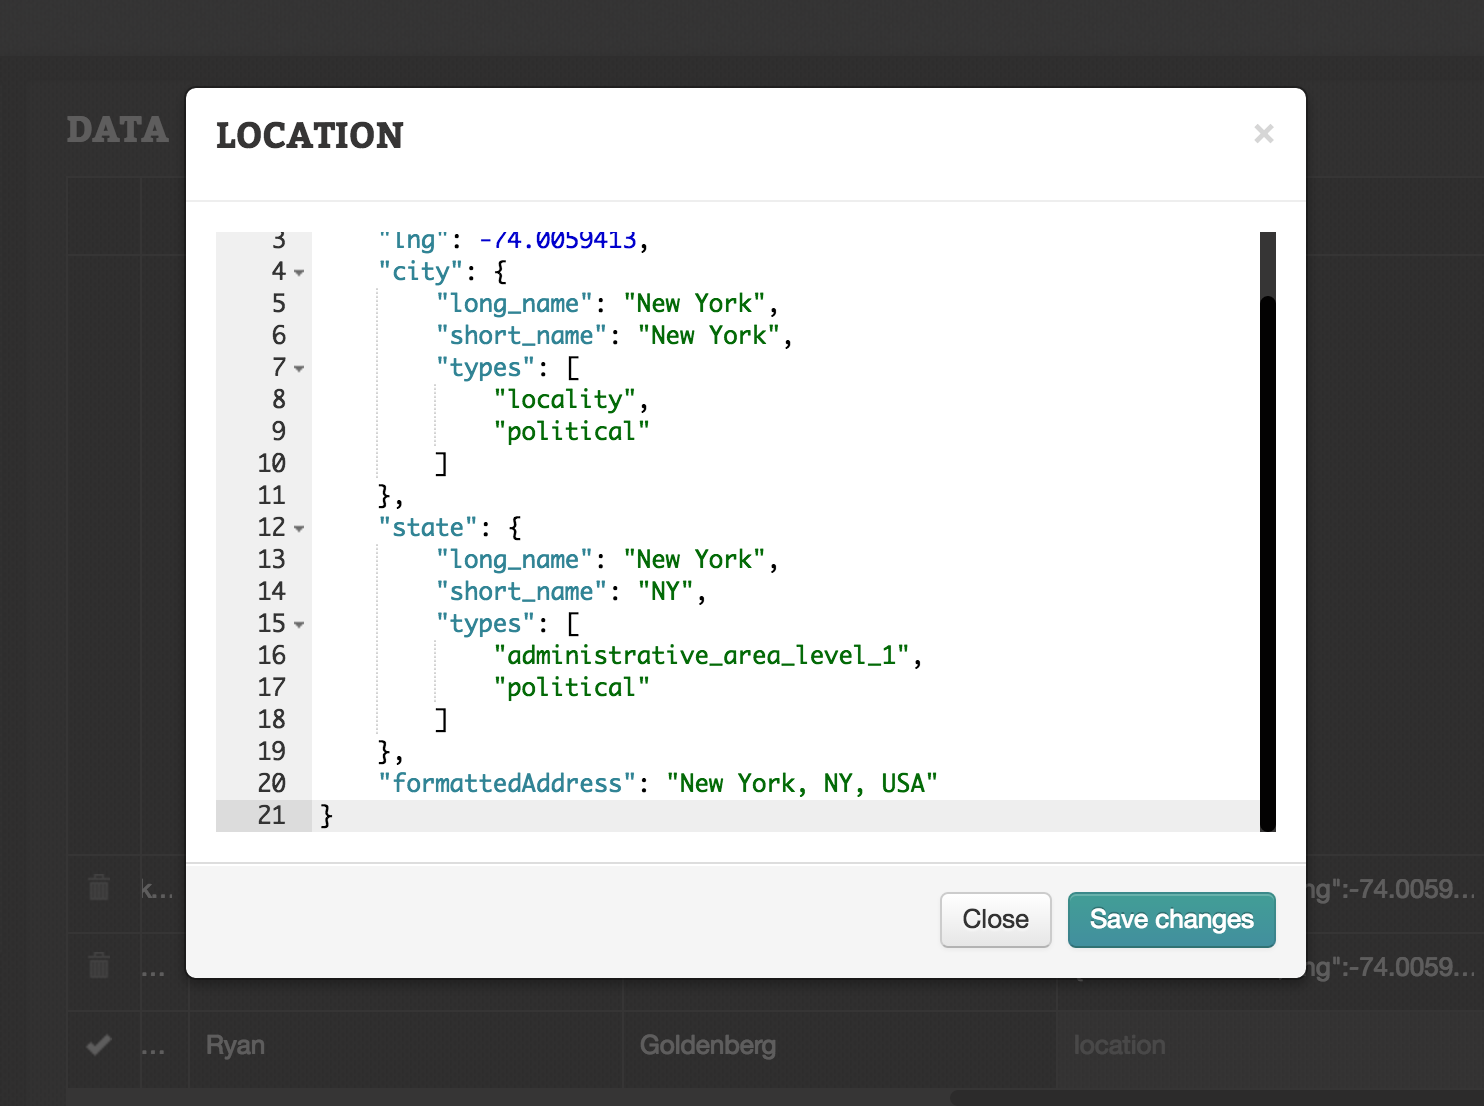 DATA
LOCATION
×
3 "lng": -74.0059413,
4 "city": {
5 "long_name": "New York",
6 "short_name": "New York",
7 "types": [
8 "locality",
9 "political"
10 ]
11 },
12 "state": {
13 "long_name": "New York",
14 "short_name": "NY",
15 "types": [
16 "administrative_area_level_1",
17 "political"
18 ]
19 },
20 "formattedAddress": "New York, NY, USA"
21 }
Close Save changes
k... ng":-74.0059...
... ng":-74.0059...
... Ryan Goldenberg location